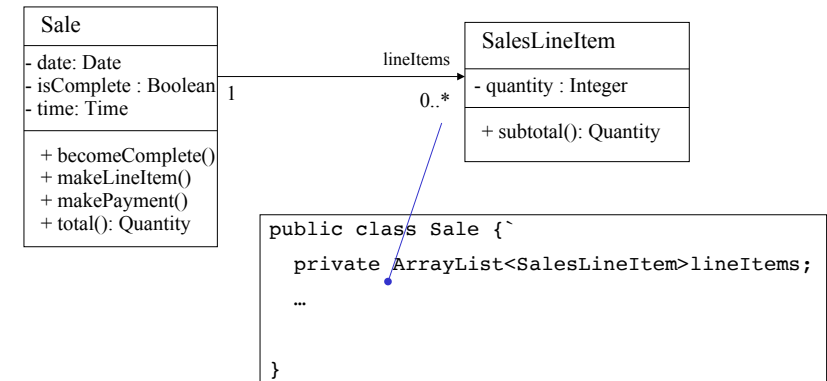 Sale
- date: Date
- isComplete : Boolean
- time: Time
+ becomeComplete()
+ makeLineItem()
+ makePayment()
+ total(): Quantity
lineItems
1
0..*
SalesLineItem
- quantity : Integer
+ subtotal(): Quantity
public class Sale {`
private ArrayList<SalesLineItem>lineItems;
…
}